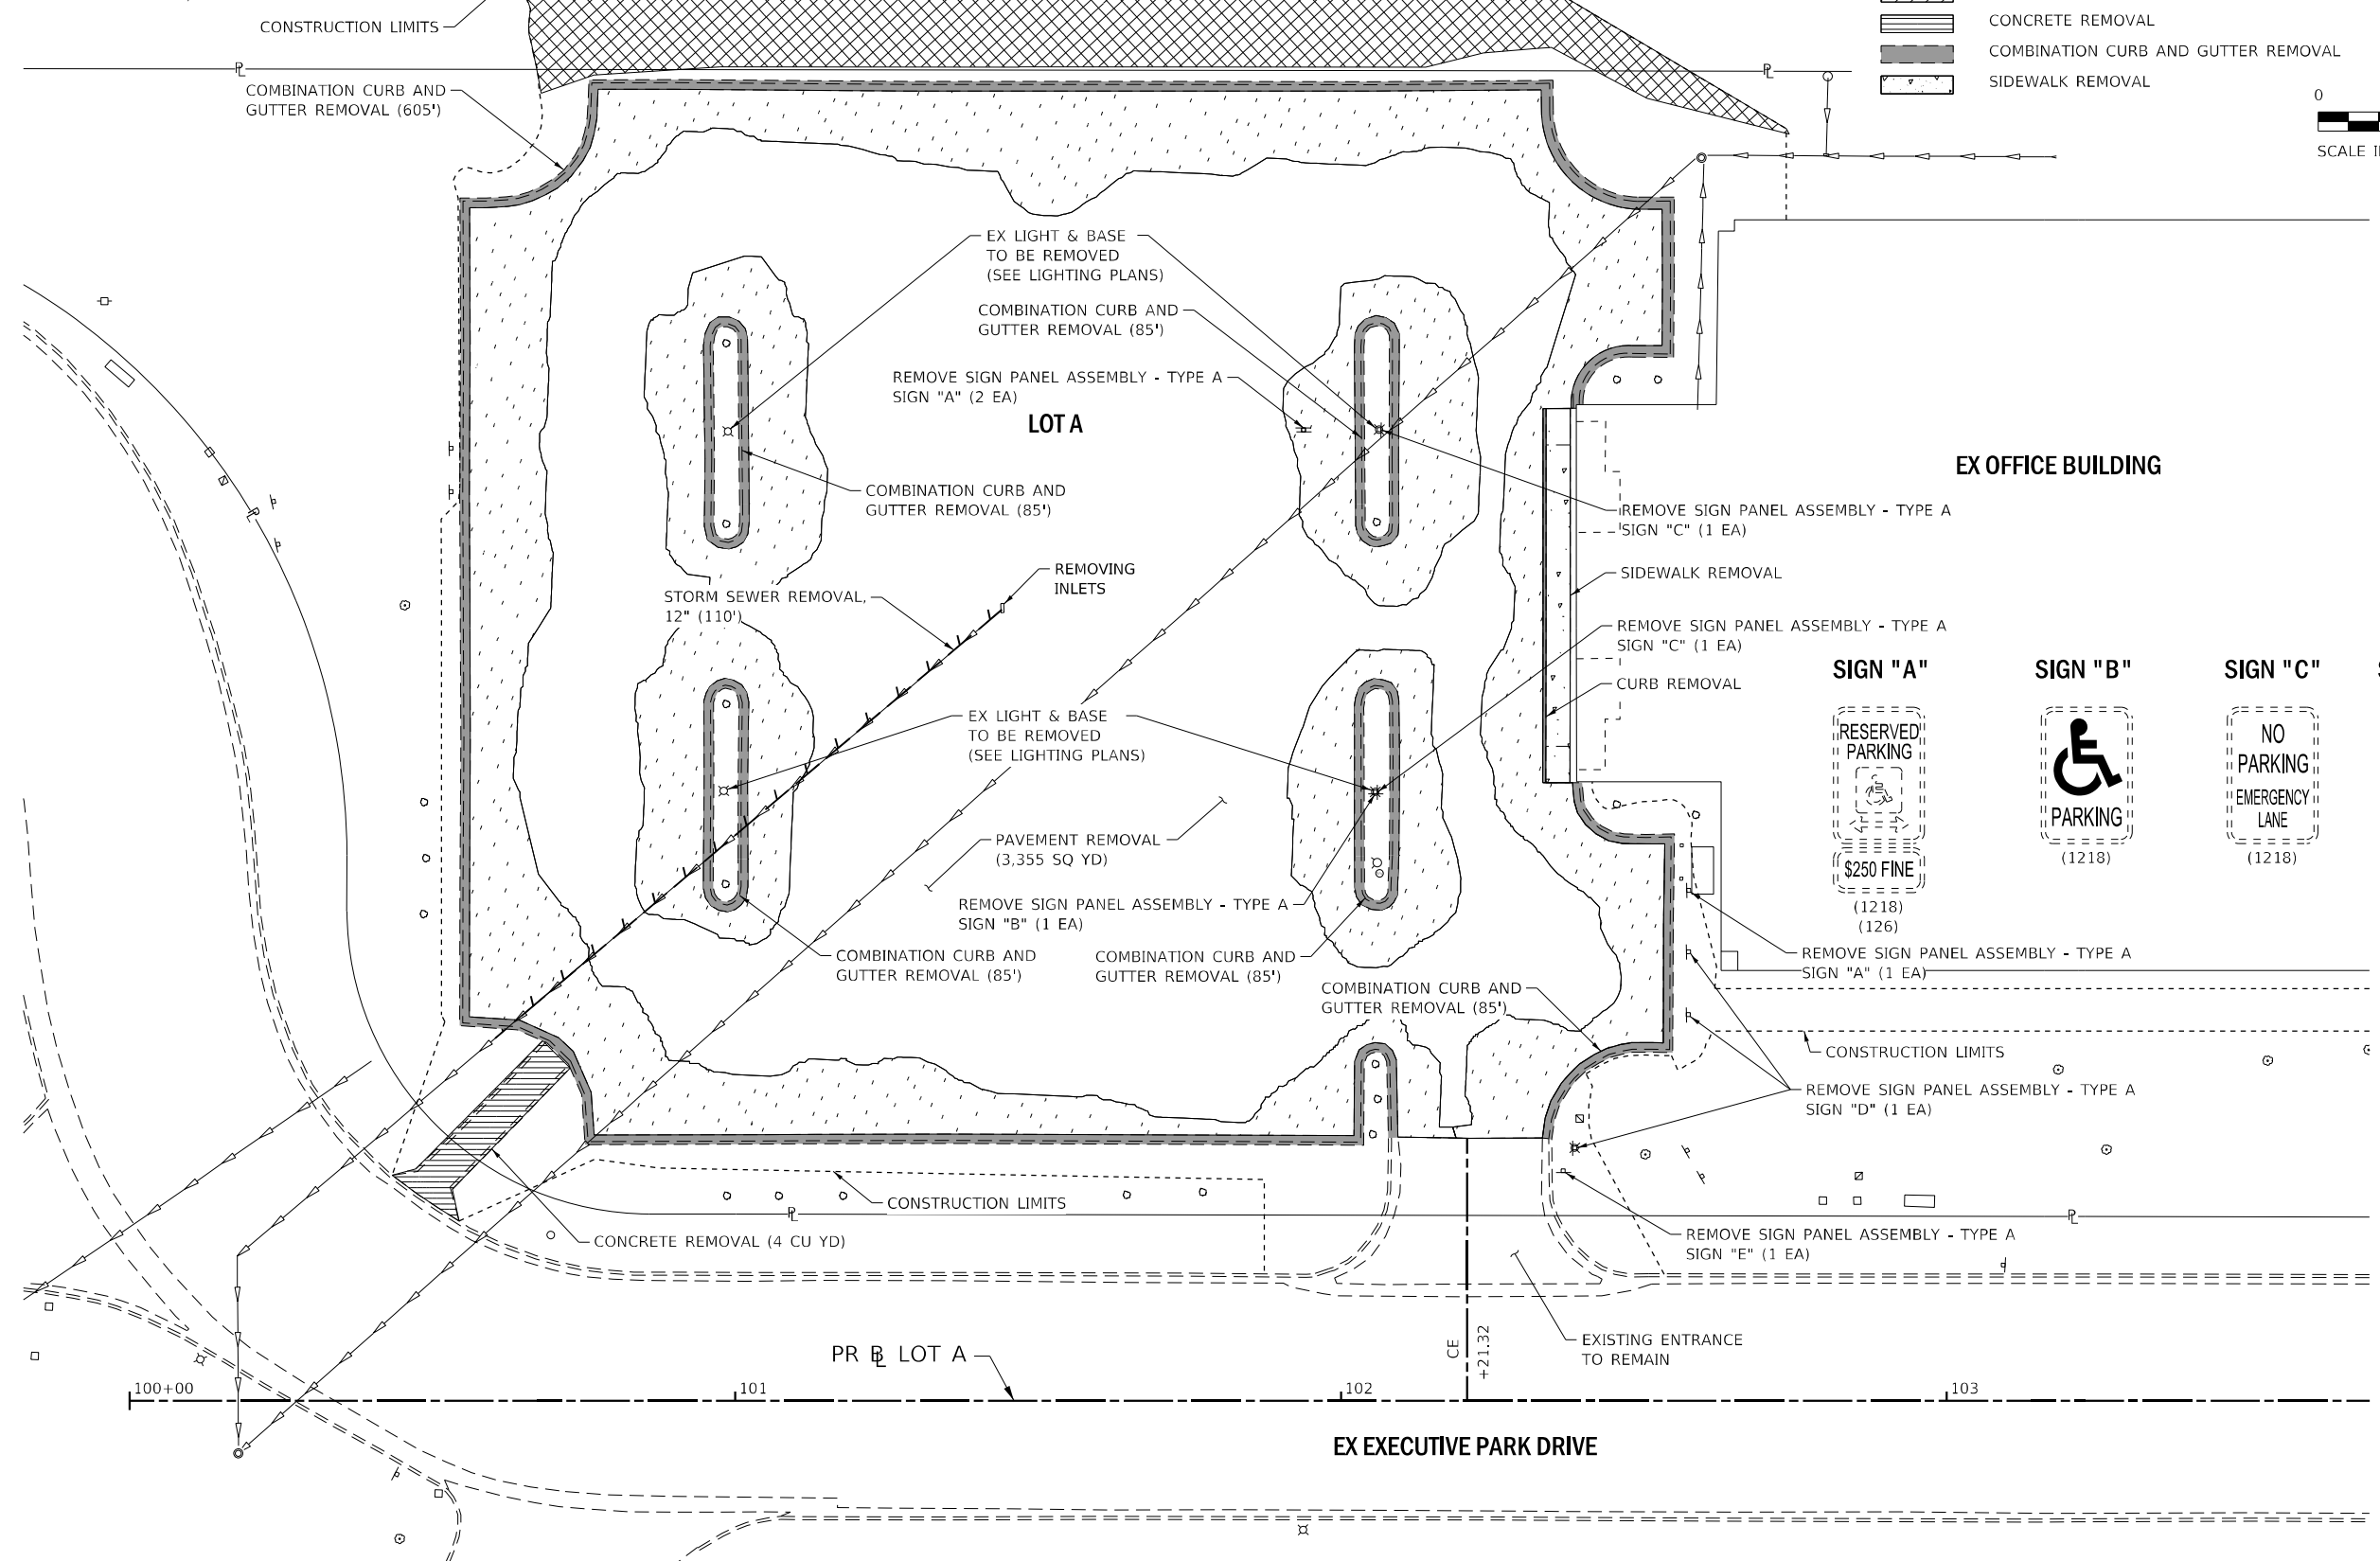 CONSTRUCTION LIMITS
COMBINATION CURB AND
GUTTER REMOVAL (605')
CONCRETE REMOVAL
COMBINATION CURB AND GUTTER REMOVAL
SIDEWALK REMOVAL
0
EX LIGHT & BASE
TO BE REMOVED
(SEE LIGHTING PLANS)
COMBINATION CURB AND
GUTTER REMOVAL (85')
REMOVE SIGN PANEL ASSEMBLY - TYPE A
SIGN "A" (2 EA)
LOT A
COMBINATION CURB AND
GUTTER REMOVAL (85')
EX OFFICE BUILDING
REMOVE SIGN PANEL ASSEMBLY - TYPE A
SIGN "C" (1 EA)
REMOVING
INLETS
SIDEWALK REMOVAL
STORM SEWER REMOVAL,
12" (110')
REMOVE SIGN PANEL ASSEMBLY - TYPE A
SIGN "C" (1 EA)
CURB REMOVAL
SIGN "A"
RESERVED
PARKING
$250 FINE
(1218)
(126)
SIGN "B"
PARKING
(1218)
SIGN "C"
NO
PARKING
EMERGENCY
LANE
(1218)
EX LIGHT & BASE
TO BE REMOVED
(SEE LIGHTING PLANS)
PAVEMENT REMOVAL
(3,355 SQ YD)
REMOVE SIGN PANEL ASSEMBLY - TYPE A
SIGN "B" (1 EA)
COMBINATION CURB AND
GUTTER REMOVAL (85')
COMBINATION CURB AND
GUTTER REMOVAL (85')
REMOVE SIGN PANEL ASSEMBLY - TYPE A
SIGN "A" (1 EA)
COMBINATION CURB AND
GUTTER REMOVAL (85')
CONSTRUCTION LIMITS
REMOVE SIGN PANEL ASSEMBLY - TYPE A
SIGN "D" (1 EA)
CONSTRUCTION LIMITS
CONCRETE REMOVAL (4 CU YD)
REMOVE SIGN PANEL ASSEMBLY - TYPE A
SIGN "E" (1 EA)
EXISTING ENTRANCE
TO REMAIN
CE
+21.32
PR BL LOT A
100+00
101
102
103
EX EXECUTIVE PARK DRIVE